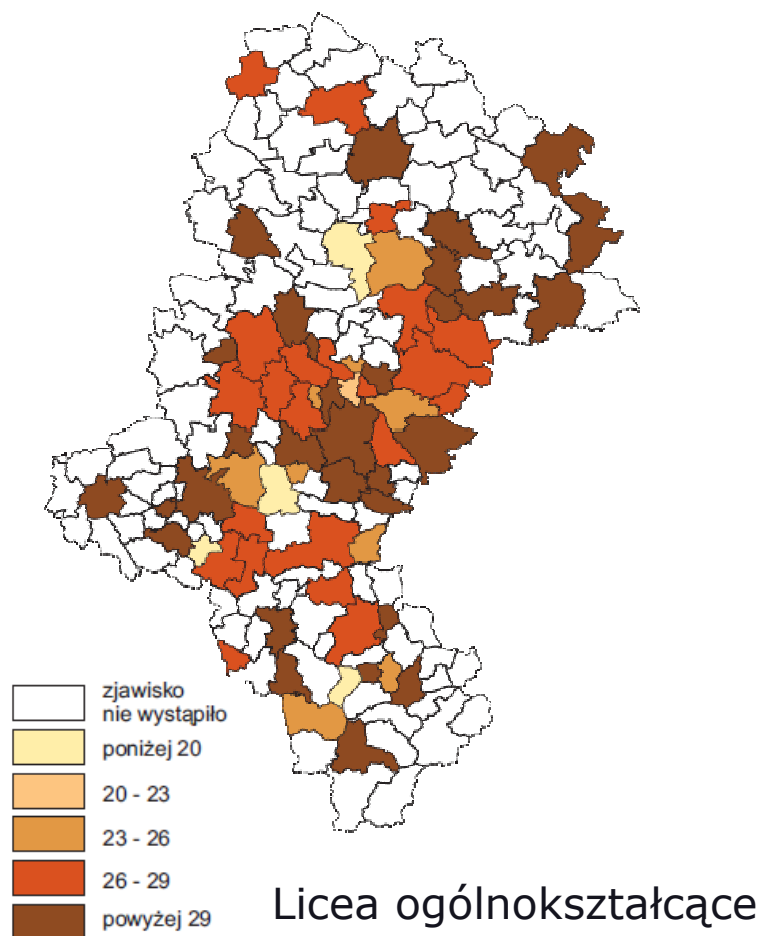 zjawisko
nie wystąpiło
poniżej 20
20 - 23
23 - 26
26 - 29
powyżej 29
Licea ogólnokształcące